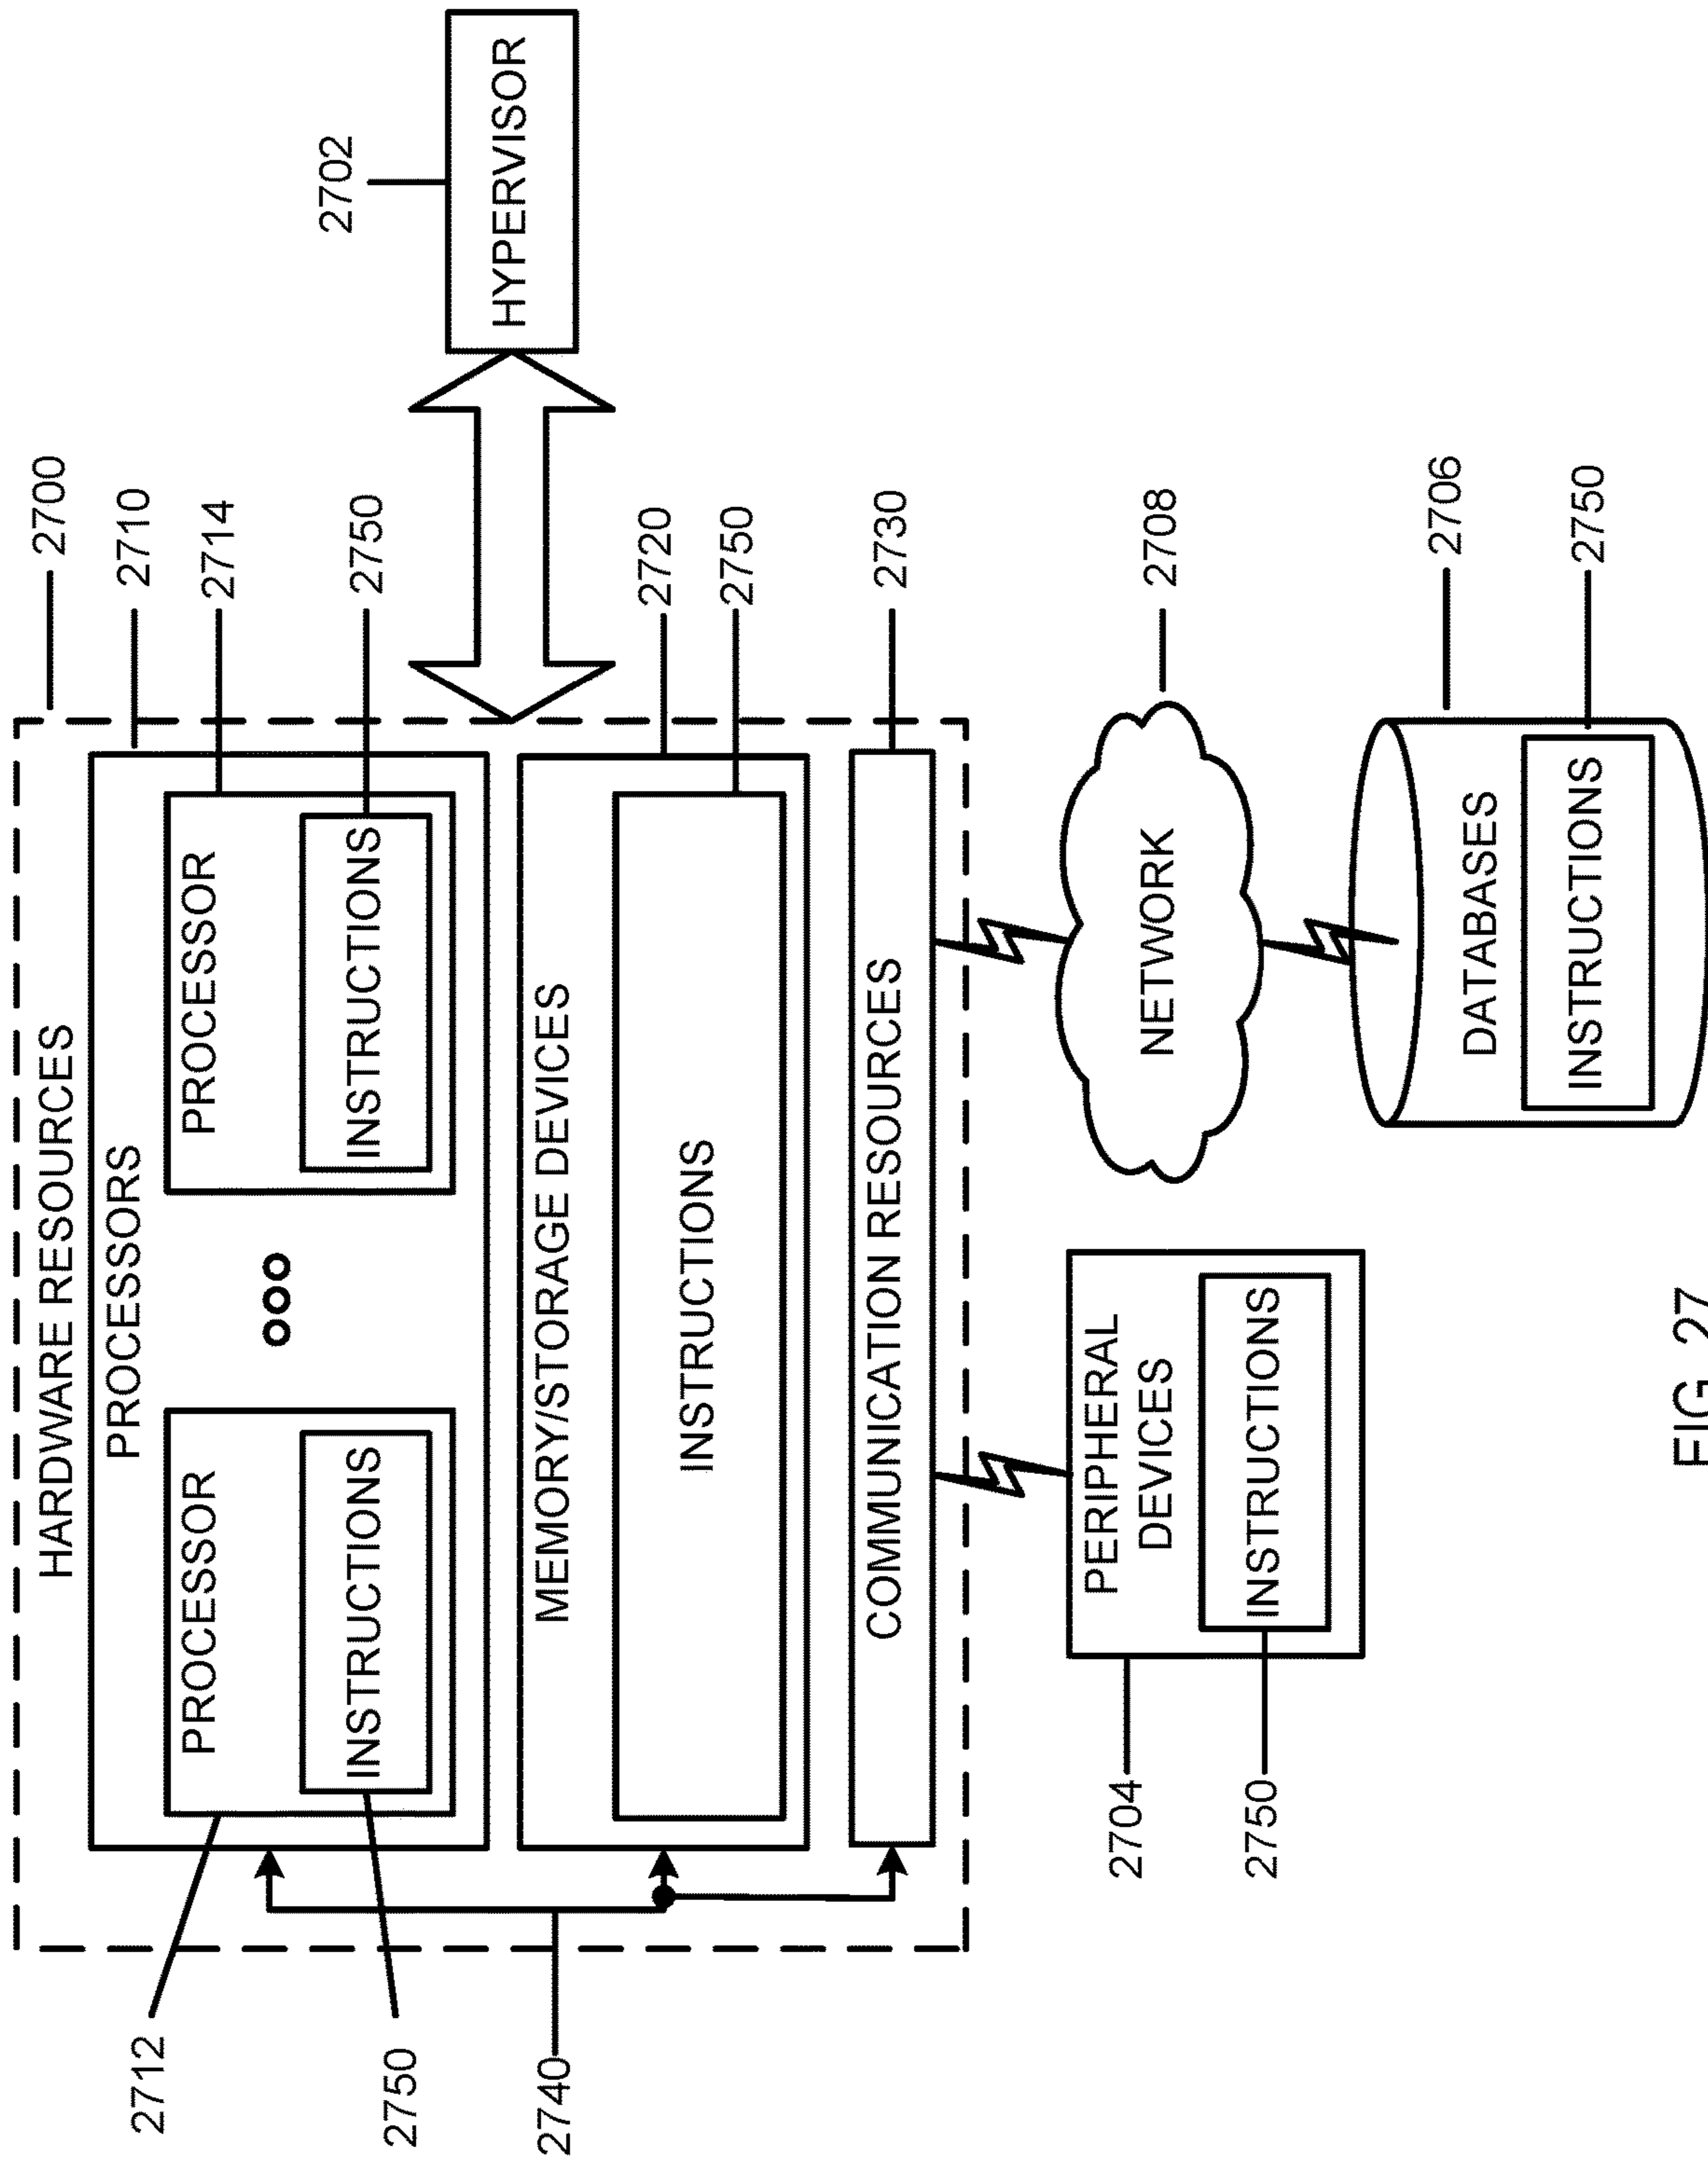 2700
HARDWARE RESOURCES
2710
PROCESSORS
2712
PROCESSOR
PROCESSOR
2714
2702
2750
INSTRUCTIONS
INSTRUCTIONS
2750
HYPERVISOR
2740
MEMORY/STORAGE DEVICES
2720
INSTRUCTIONS
2750
COMMUNICATION RESOURCES
2730
2704
PERIPHERAL
DEVICES
NETWORK
2708
2750
INSTRUCTIONS
2706
DATABASES
INSTRUCTIONS
2750
FIG. 27